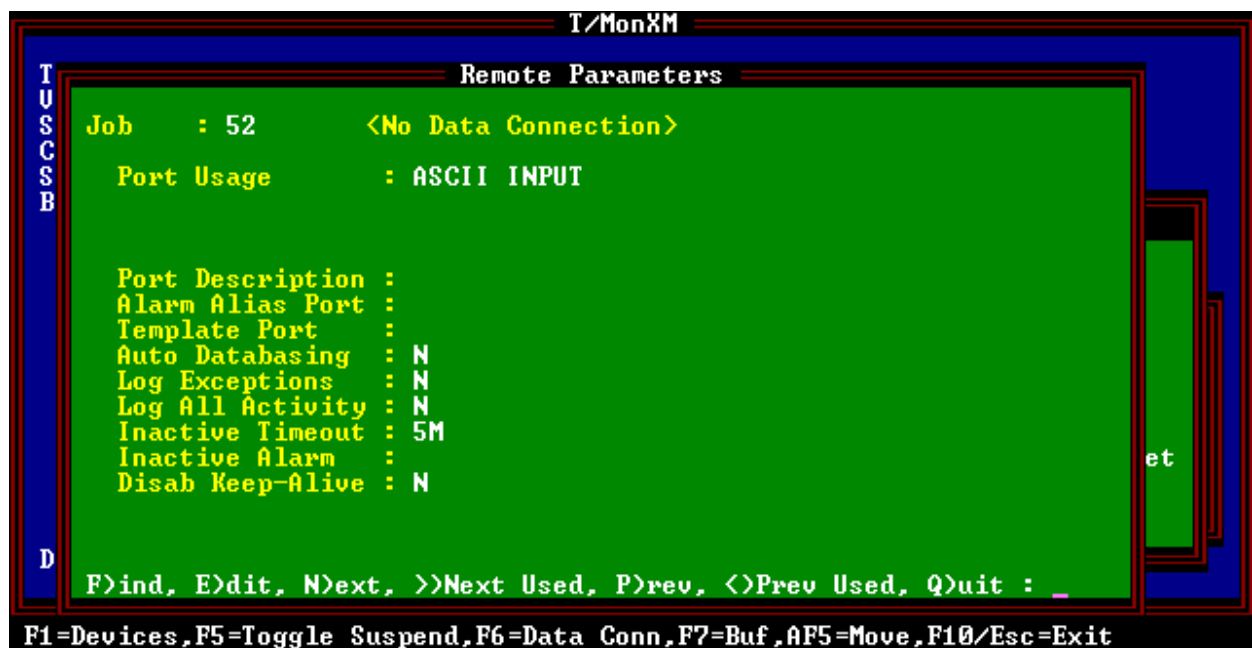 T/MonXM
Remote Parameters
T
V
S
C
S
B
D
Job : 52 <No Data Connection>
Port Usage : ASCII INPUT
Port Description :
Alarm Alias Port :
Template Port :
Auto Databasing : N
Log Exceptions : N
Log All Activity : N
Inactive Timeout : 5M
Inactive Alarm :
Disab Keep-Alive : N
et
F)ind, E)dit, N)ext, >)Next Used, P)rev, <)Prev Used, Q)uit : _
F1=Devices,F5=Toggle Suspend,F6=Data Conn,F7=Buf,AF5=Move,F10/Esc=Exit